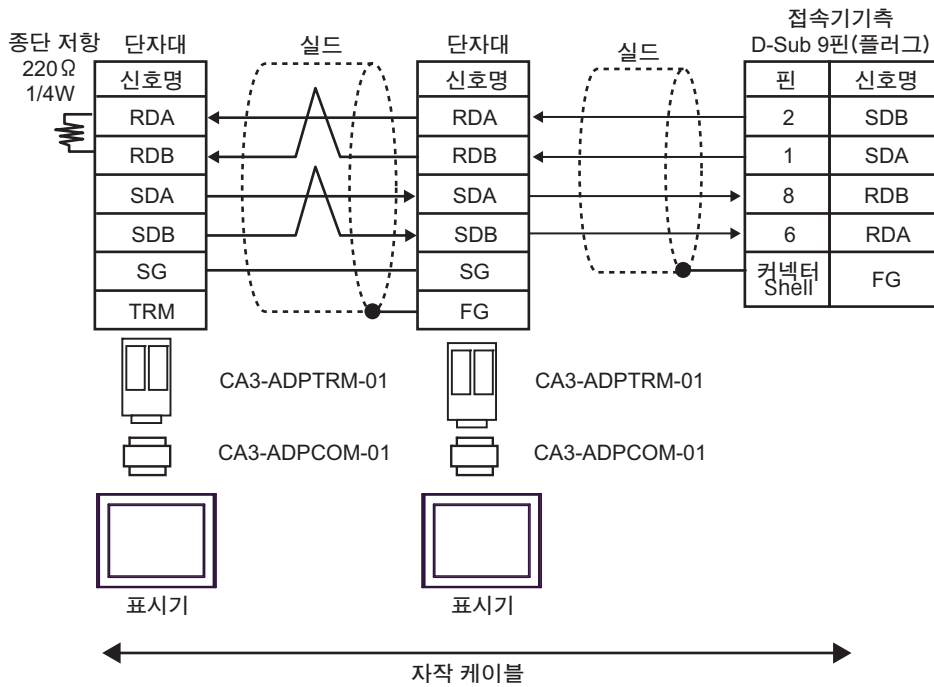 종단 저항
220Ω
1/4W
단자대
신호명
RDA
RDB
SDA
SDB
SG
TRM
실드
단자대
신호명
RDA
RDB
SDA
SDB
SG
FG
실드
접속기기측
D-Sub 9핀(플러그)
핀 신호명
2 SDB
1 SDA
8 RDB
6 RDA
커넥터
Shell
FG
CA3-ADPTRM-01
CA3-ADPTRM-01
CA3-ADPCOM-01
CA3-ADPCOM-01
표시기
표시기
자작 케이블